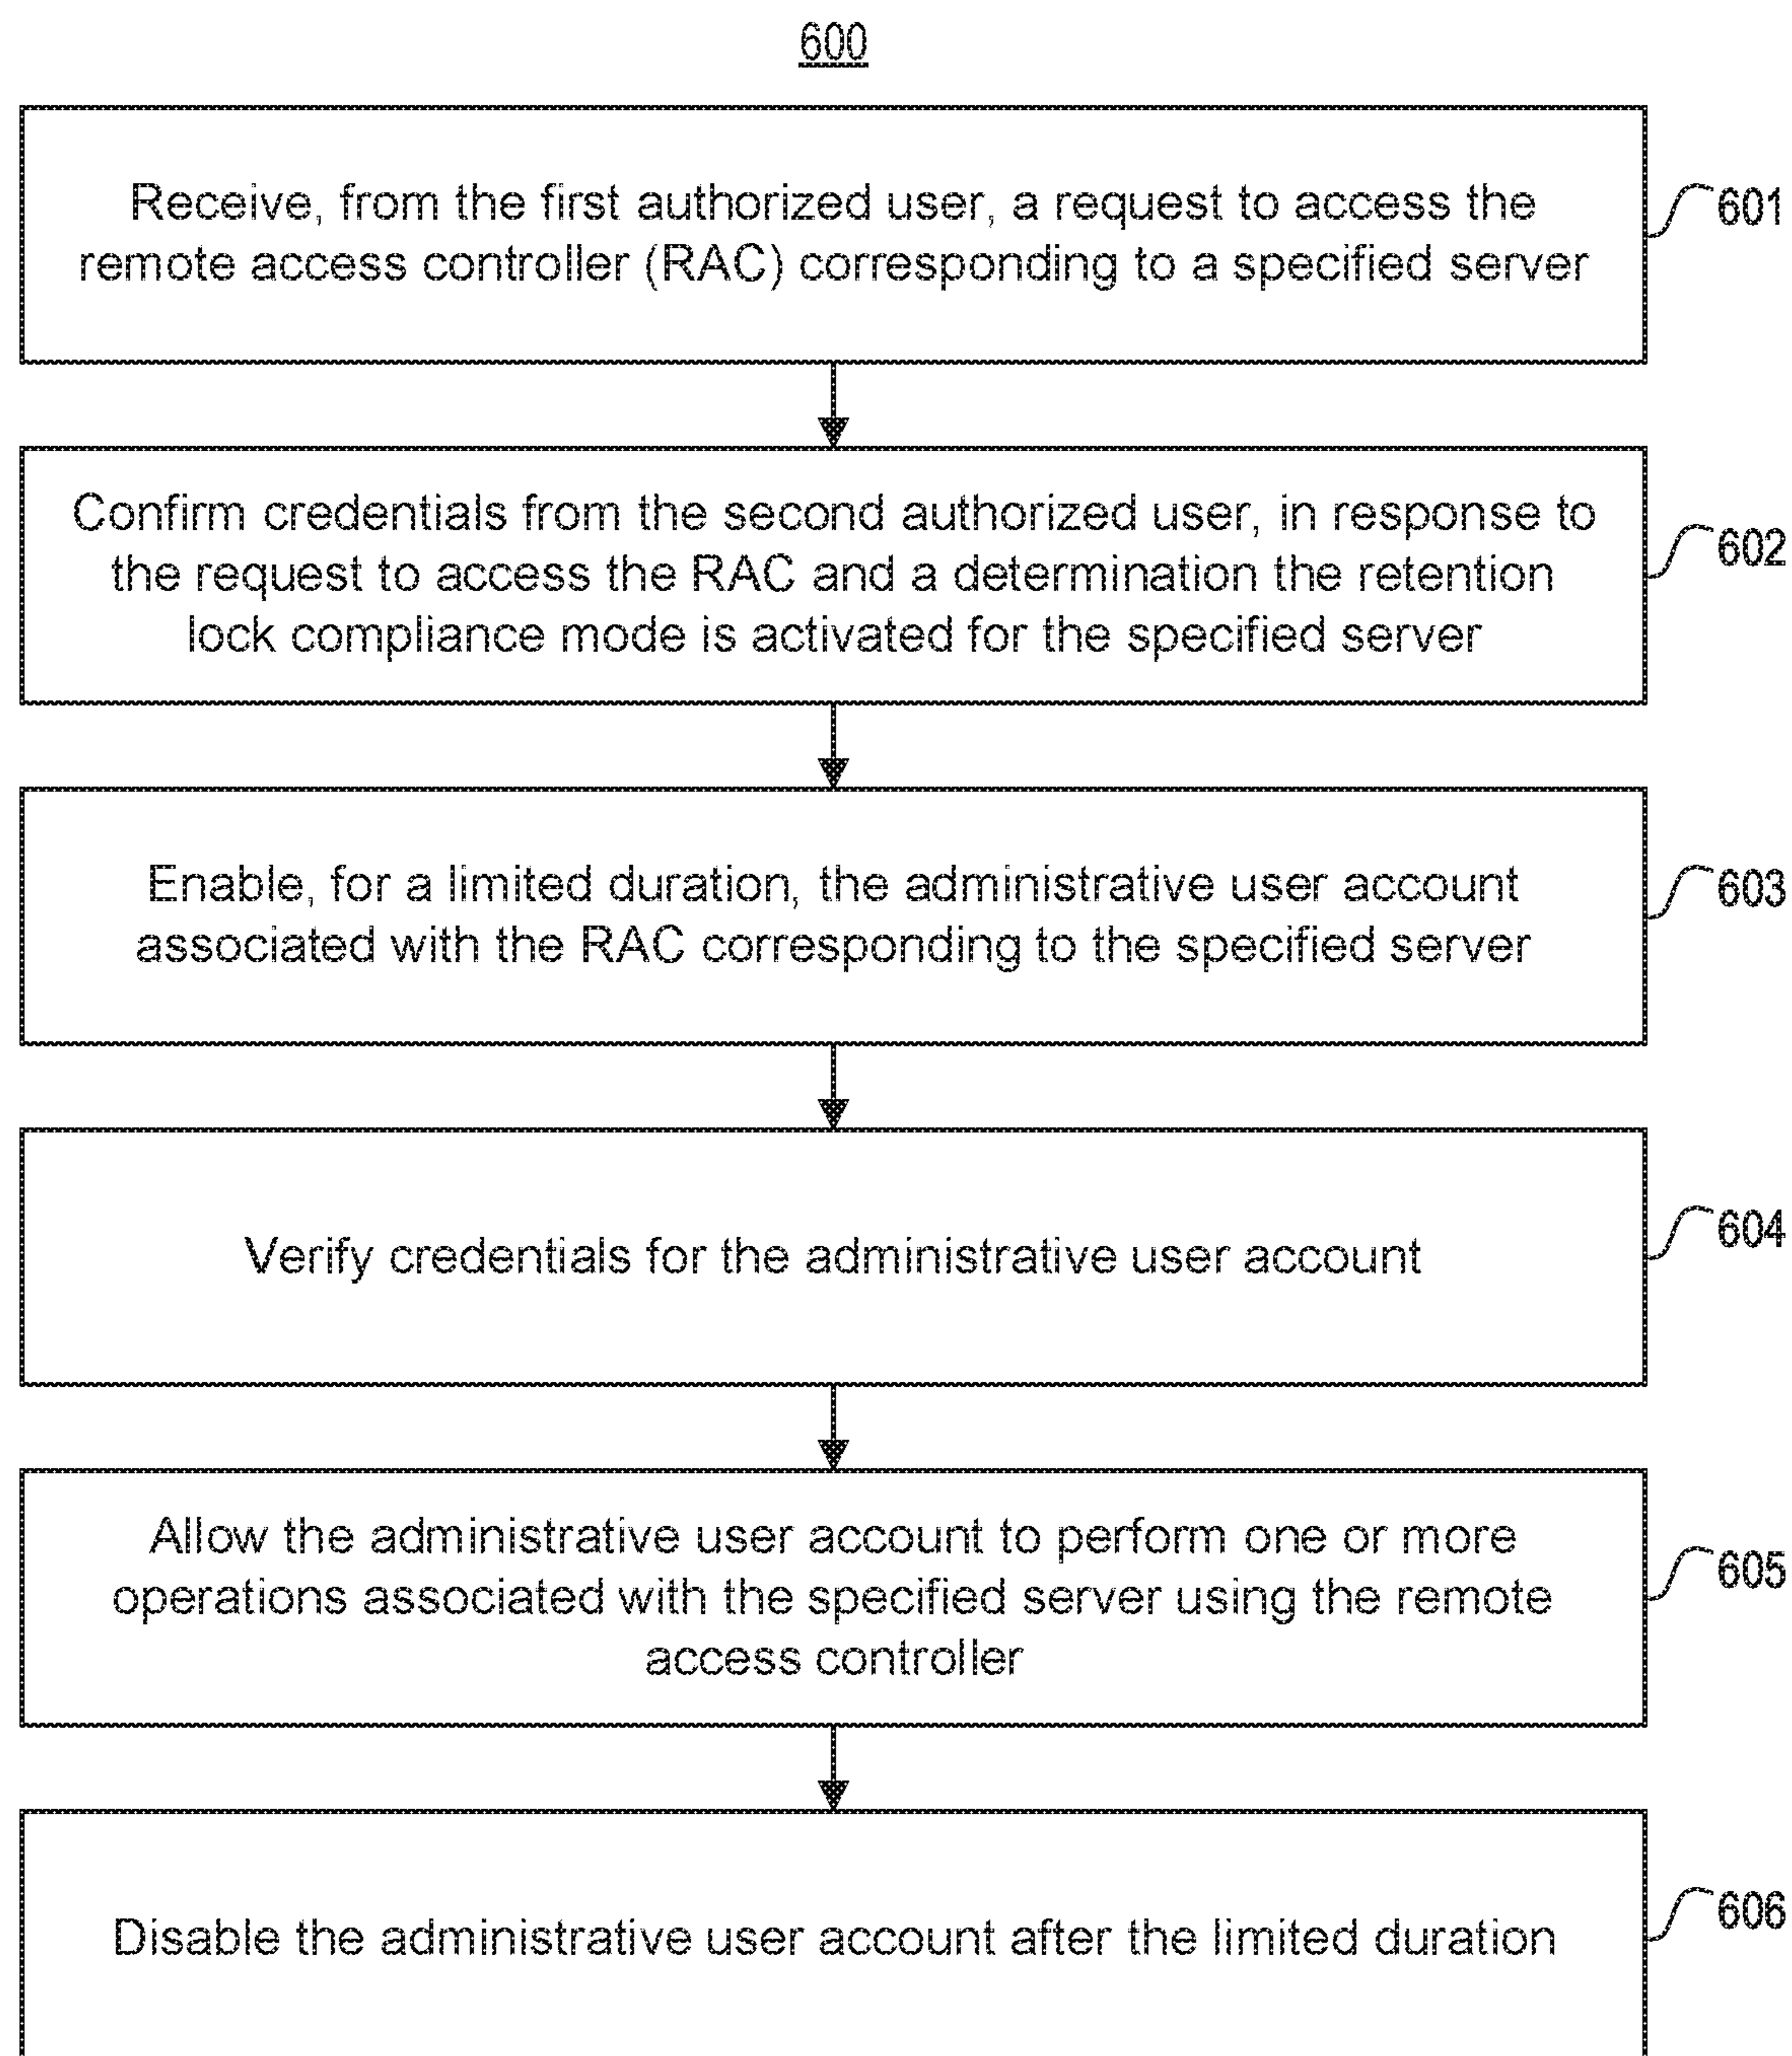 600
Receive, from the first authorized user, a request to access the
remote access controller (RAC) corresponding to a specified server
601
Confirm credentials from the second authorized user, in response to
the request to access the RAC and a determination the retention
lock compliance mode is activated for the specified server
602
Enable, for a limited duration, the administrative user account
associated with the RAC corresponding to the specified server
603
Verify credentials for the administrative user account
604
Allow the administrative user account to perform one or more
operations associated with the specified server using the remote
access controller
605
Disable the administrative user account after the limited duration
606